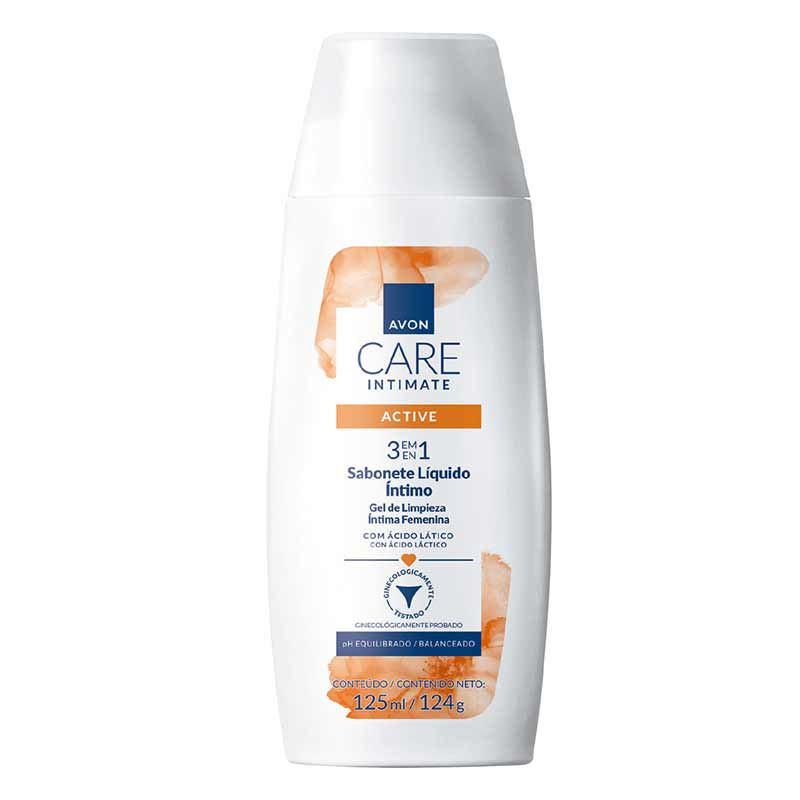 AVON
CARE
INTIMATE
ACTIVE
3 EM EN 1
Sabonete Líquido
Íntimo
Gel de Limpieza
Íntima Femenina
COM ÁCIDO LÁTICO
CON ÁCIDO LÁCTICO
GINECOLOGICAMENTE
TESTADO
GINECOLÓGICAMENTE PROBADO
pH EQUILIBRADO / BALANCEADO
CONTEÚDO / CONTENIDO NETO:
125 ml / 124 g